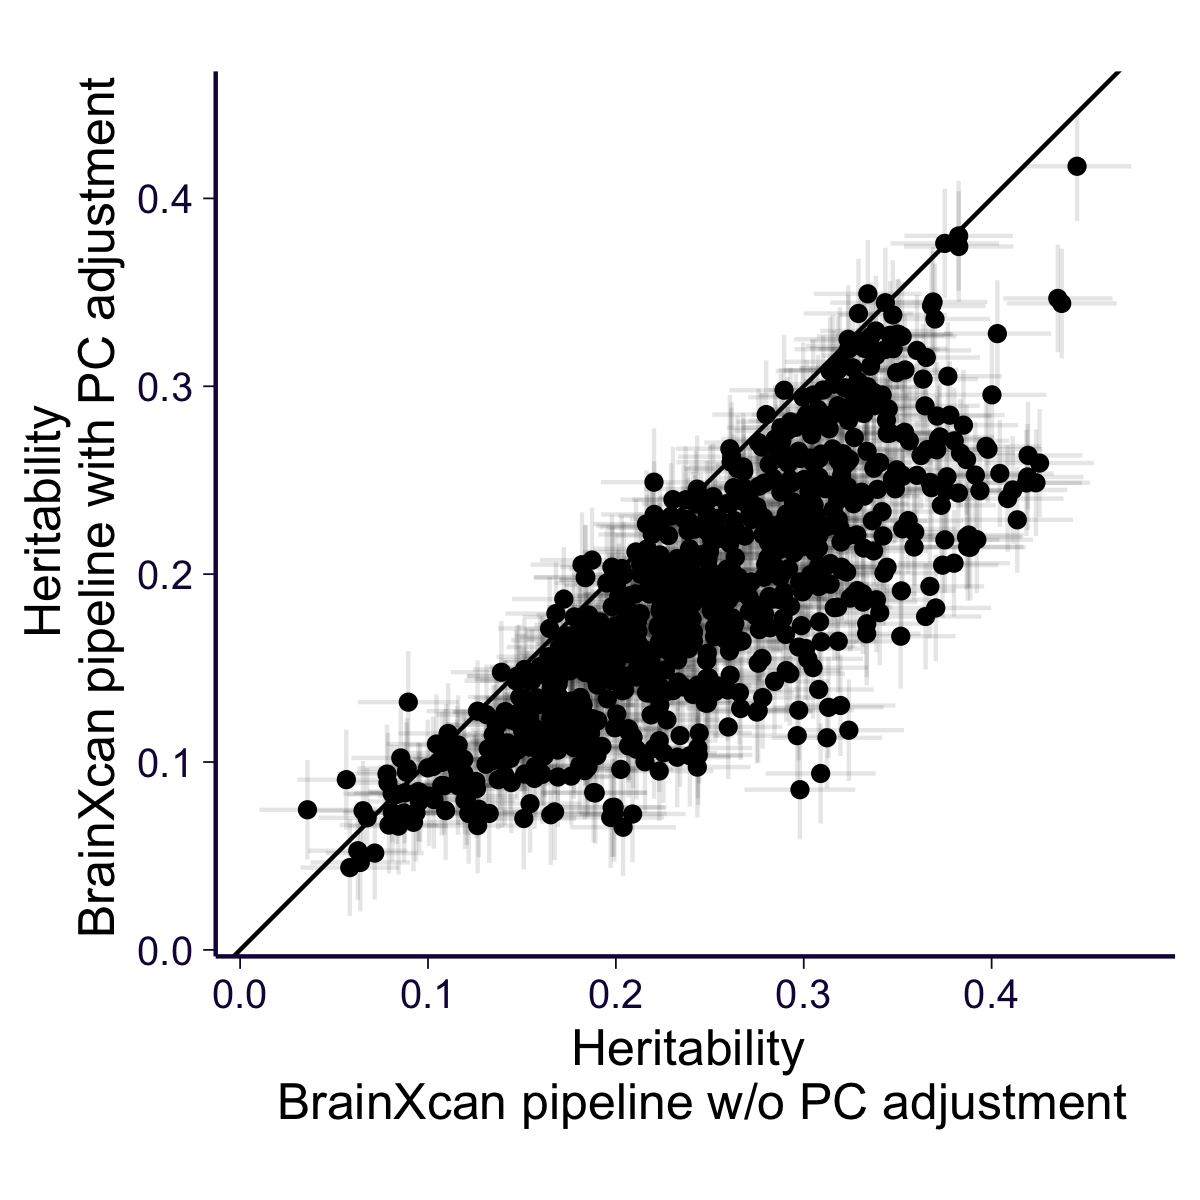 Heritability
BrainXcan pipeline with PC adjustment
0.4
0.3
0.2
0.1
0.0
0.0 0.1 0.2 0.3 0.4
Heritability
BrainXcan pipeline w/o PC adjustment